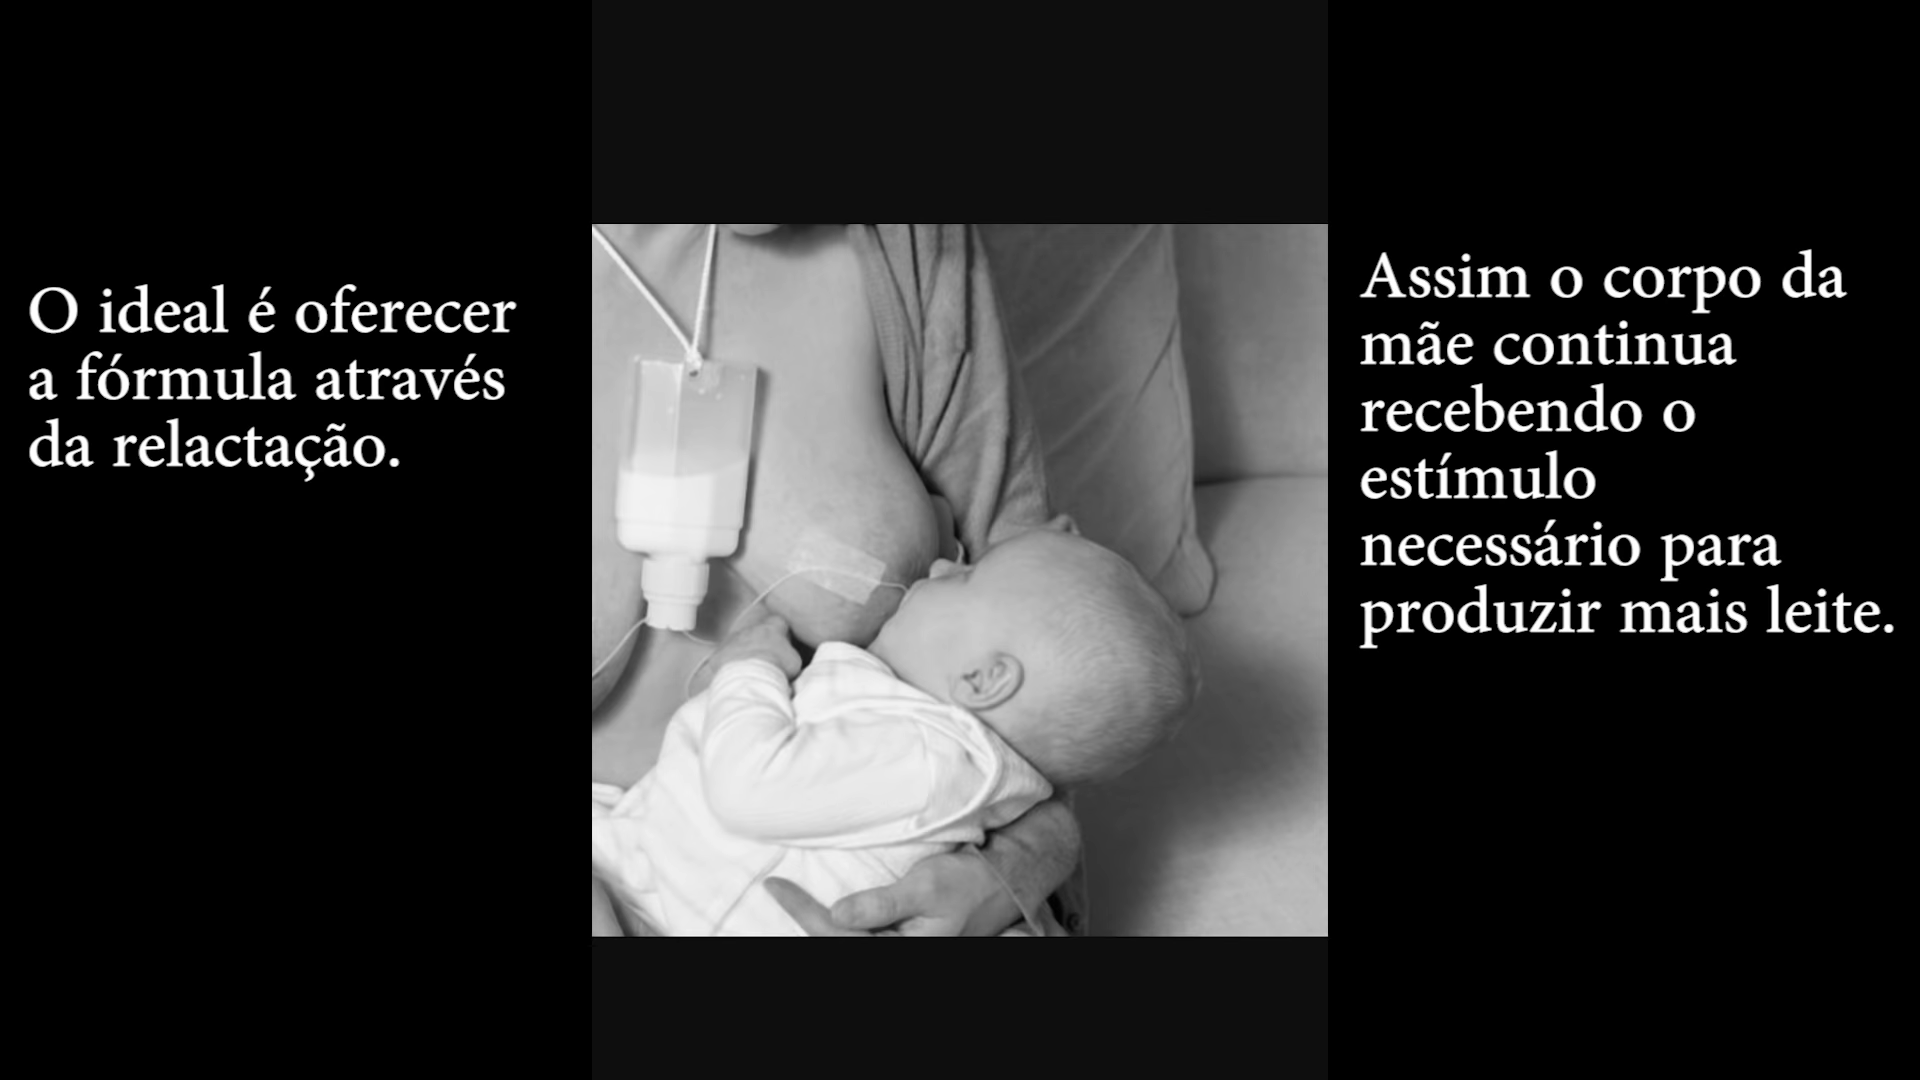 O ideal é oferecer
a fórmula através
da relactação.
Assim o corpo da
mãe continua
recebendo o
estímulo
necessário para
produzir mais leite.